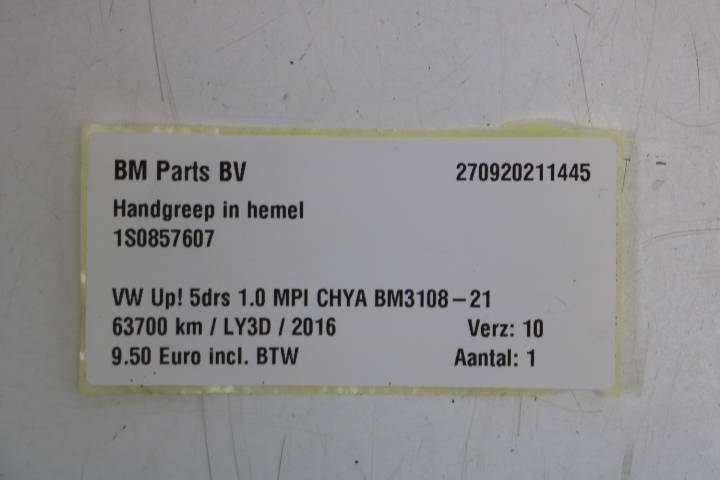 BM Parts BV 270920211445
Handgreep in hemel
1S0857607
VW Up! 5drs 1.0 MPI CHYA BM3108-21
63700 km / LY3D / 2016 Verz: 10
9.50 Euro incl. BTW Aantal: 1